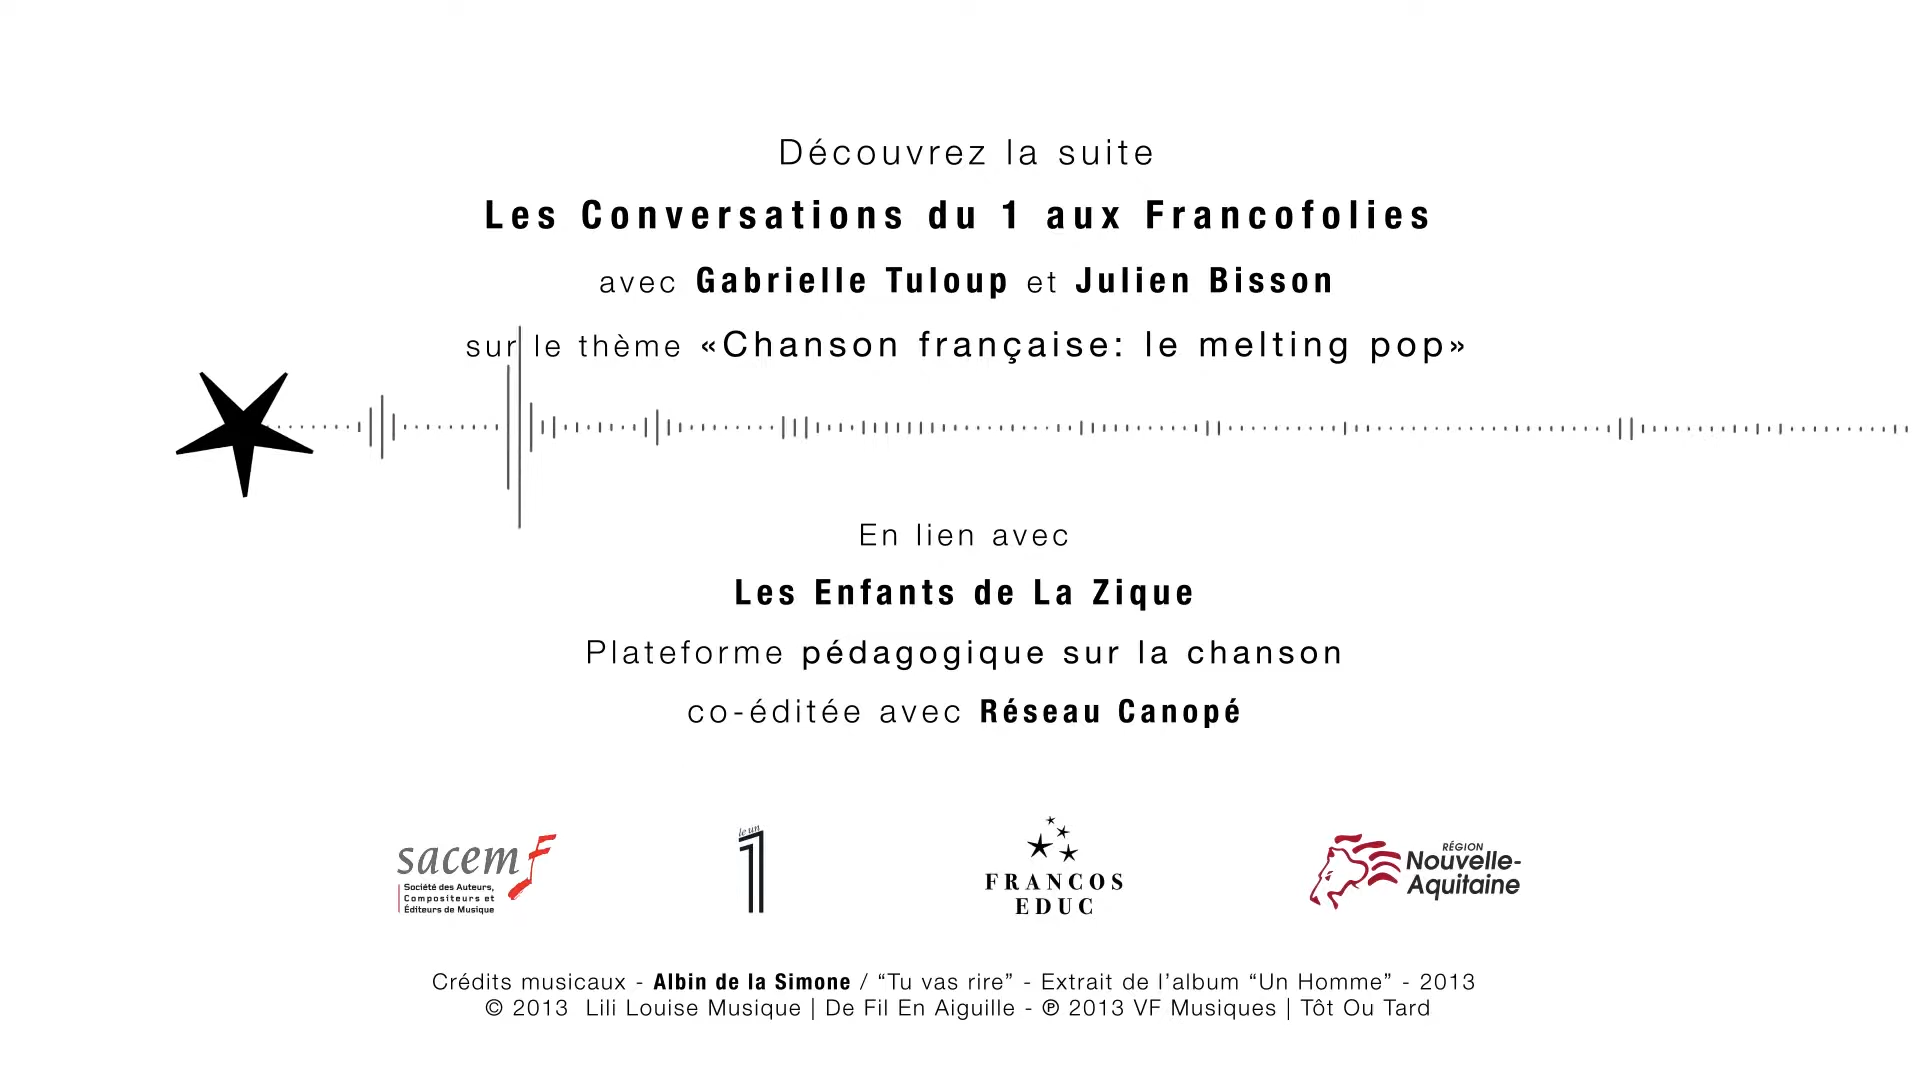 Découvrez la suite
Les Conversations du 1 aux Francofolies
avec Gabrielle Tuloup et Julien Bisson
sur le thème «Chanson française: le melting pop»
En lien avec
Les Enfants de La Zique
Plateforme pédagogique sur la chanson
co-éditée avec Réseau Canopé
sacem
Société des Auteurs,
Compositeurs et
Éditeurs de Musique
le un
1
FRANCOS
EDUC
RÉGION
Nouvelle-
Aquitaine
Crédits musicaux - Albin de la Simone / “Tu vas rire” - Extrait de l’album “Un Homme” - 2013
© 2013 Lili Louise Musique | De Fil En Aiguille - ℗ 2013 VF Musiques | Tôt Ou Tard